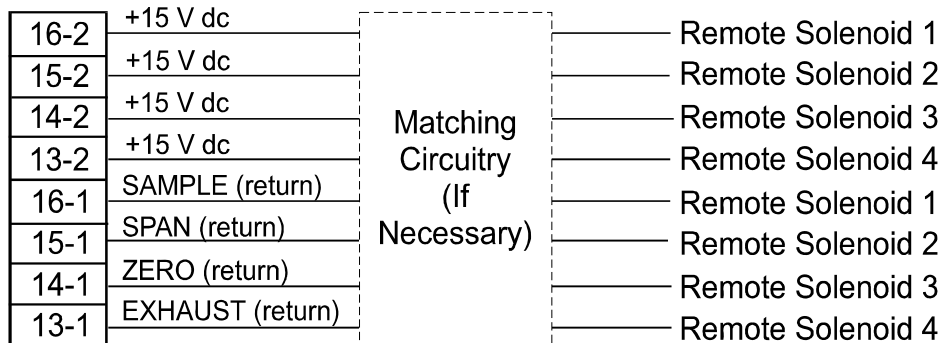 16-2 +15 V dc Remote Solenoid 1
15-2 +15 V dc Remote Solenoid 2
14-2 +15 V dc Remote Solenoid 3
13-2 +15 V dc Remote Solenoid 4
16-1 SAMPLE (return) Remote Solenoid 1
15-1 SPAN (return) Remote Solenoid 2
14-1 ZERO (return) Remote Solenoid 3
13-1 EXHAUST (return) Remote Solenoid 4
Matching
Circuitry
(If
Necessary)